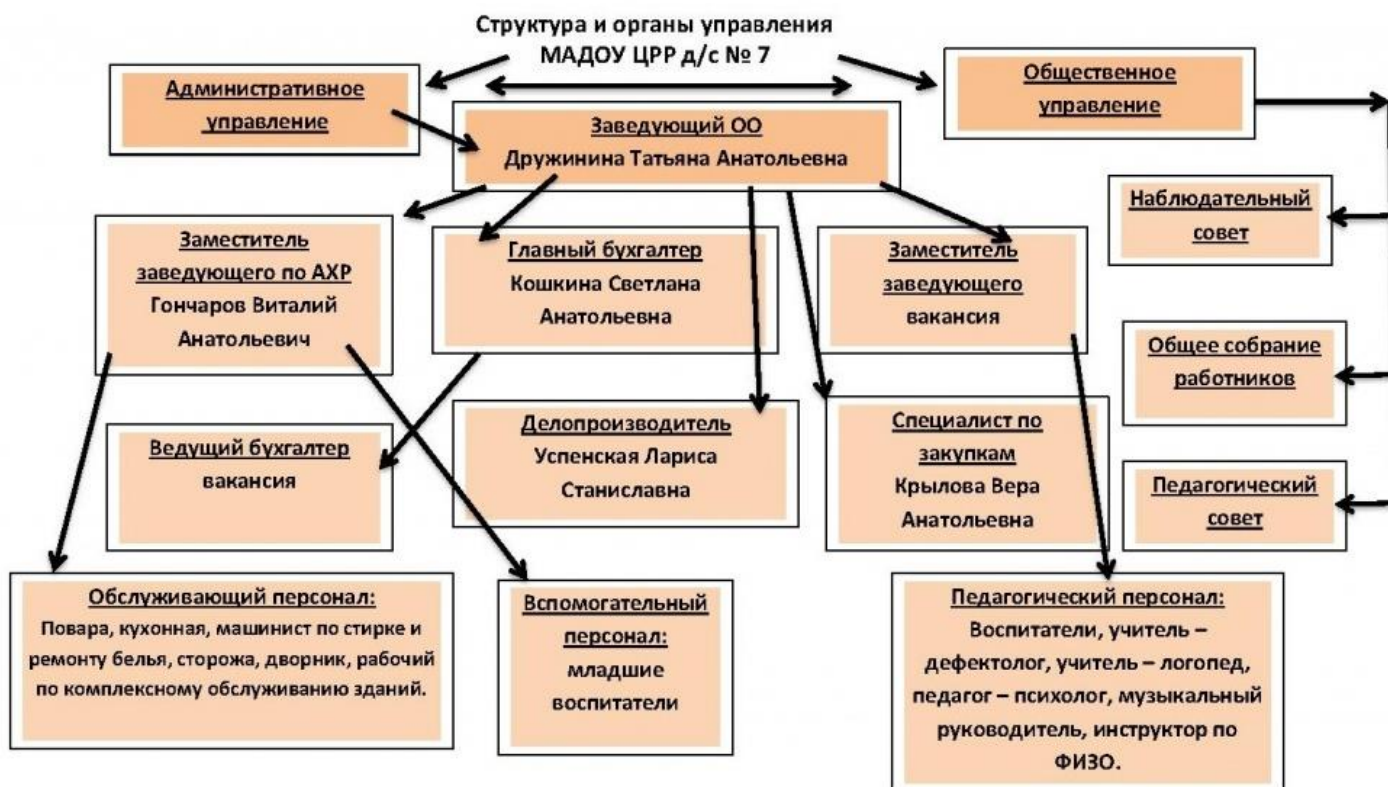 Структура и органы управления
МАДОУ ЦРР д/с № 7
Административное
управление
Общественное
управление
Заведующий ОО
Дружинина Татьяна Анатольевна
Заместитель
заведующего по АХР
Гончаров Виталий
Анатольевич
Главный бухгалтер
Кошкина Светлана
Анатольевна
Заместитель
заведующего
вакансия
Наблюдательный
совет
Общее собрание
работников
Ведущий бухгалтер
вакансия
Делопроизводитель
Успенская Лариса
Станиславна
Специалист по
закупкам
Крылова Вера
Анатольевна
Педагогический
совет
Обслуживающий персонал:
Повара, кухонная, машинист по стирке и
ремонту белья, сторожа, дворник, рабочий
по комплексному обслуживанию зданий.
Вспомогательный
персонал:
младшие
воспитатели
Педагогический персонал:
Воспитатели, учитель –
дефектолог, учитель – логопед,
педагог – психолог, музыкальный
руководитель, инструктор по
ФИЗО.